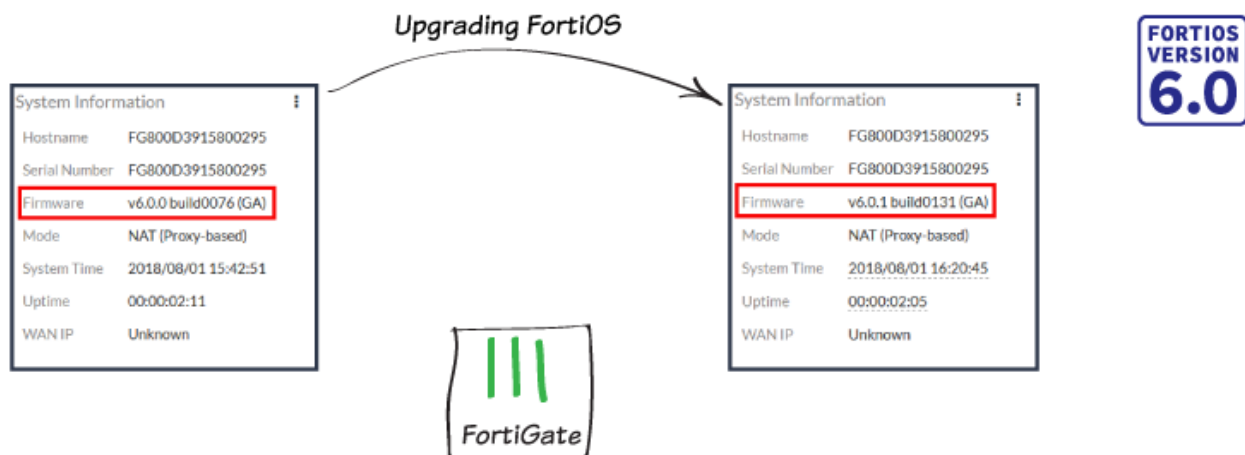 Upgrading FortiOS
FORTIOS
VERSION
6.0
System Information
Hostname FG800D3915800295
Serial Number FG800D3915800295
Firmware v6.0.0 build0076 (GA)
Mode NAT (Proxy-based)
System Time 2018/08/01 15:42:51
Uptime 00:00:02:11
WAN IP Unknown
System Information
Hostname FG800D3915800295
Serial Number FG800D3915800295
Firmware v6.0.1 build0131 (GA)
Mode NAT (Proxy-based)
System Time 2018/08/01 16:20:45
Uptime 00:00:02:05
WAN IP Unknown
FortiGate